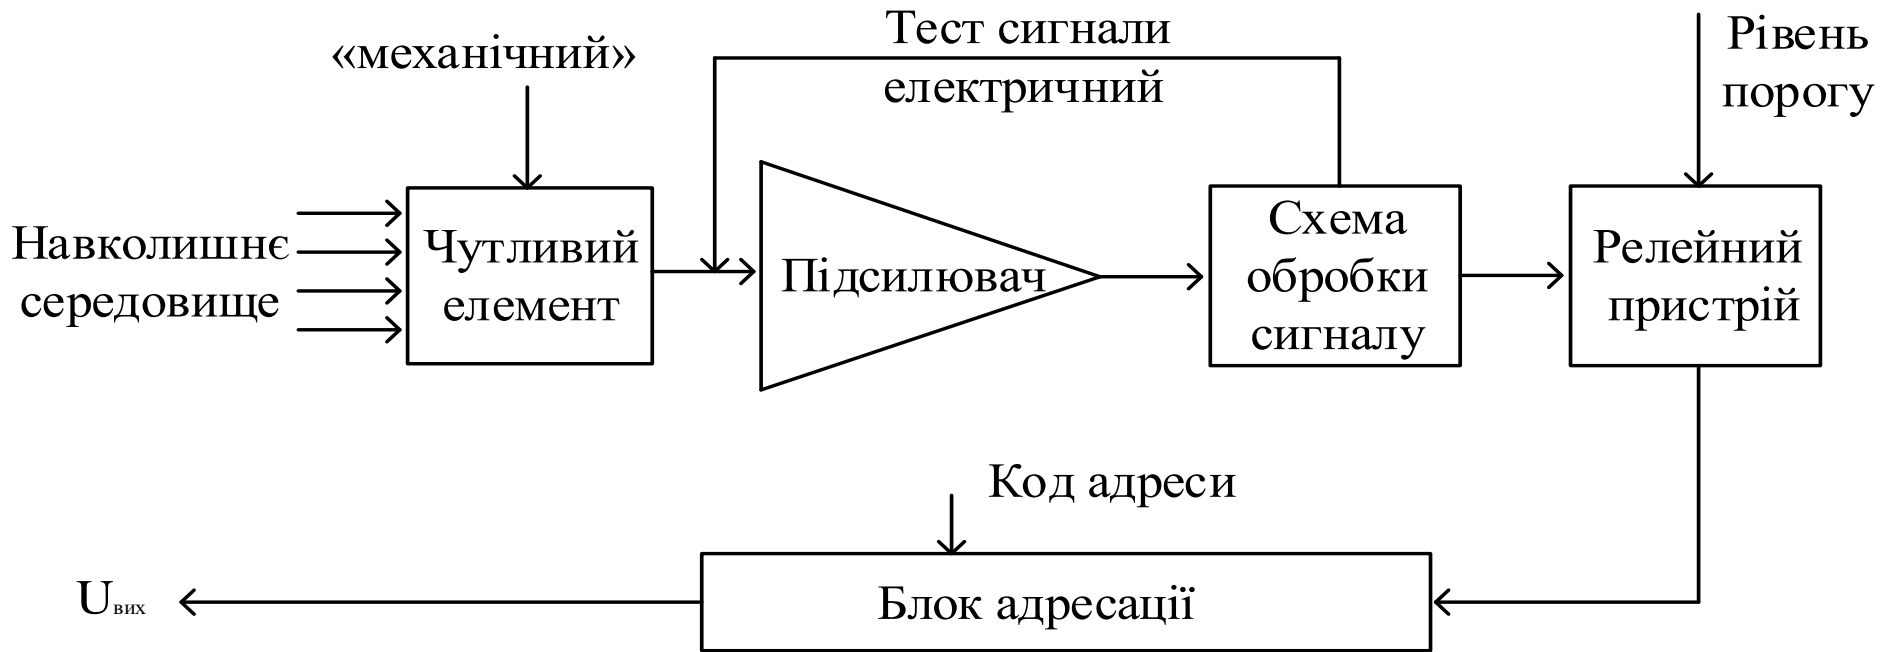 Тест сигнали
електричний
«механічний»
Рівень
порогу
Навколишнє
середовище
Чутливий
елемент
Підсилювач
Схема
обробки
сигналу
Релейний
пристрій
Код адреси
Блок адресації
Uвих